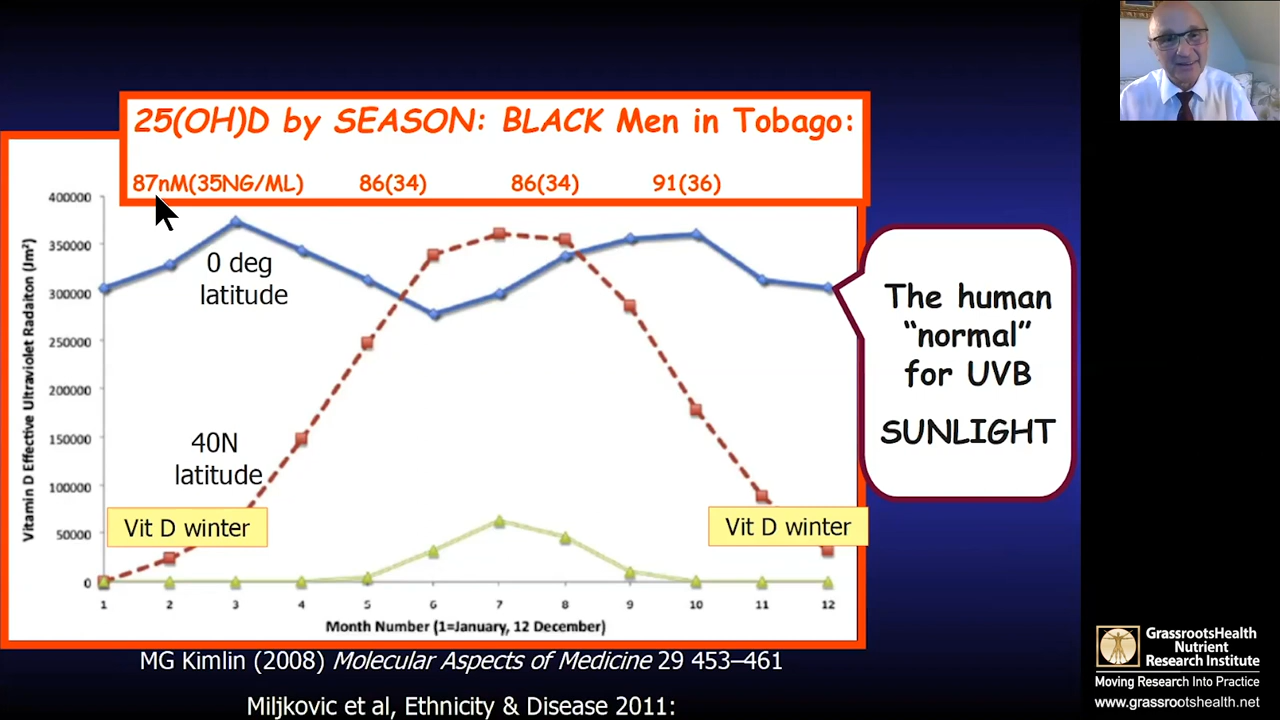 25(OH)D by SEASON: BLACK Men in Tobago:
87nM(35NG/ML) 86(34) 86(34) 91(36)
Vitamin D Effective Ultraviolet Radaiton (Jm²)
400000
350000
300000
250000
200000
150000
100000
50000
0
0 deg
latitude
40N
latitude
Vit D winter
Vit D winter
1 2 3 4 5 6 7 8 9 10 11 12
Month Number (1=January, 12 December)
The human
“normal”
for UVB
SUNLIGHT
MG Kimlin (2008) Molecular Aspects of Medicine 29 453–461
Miljkovic et al, Ethnicity & Disease 2011:
GrassrootsHealth
Nutrient
Research Institute
Moving Research Into Practice
www.grassrootshealth.net